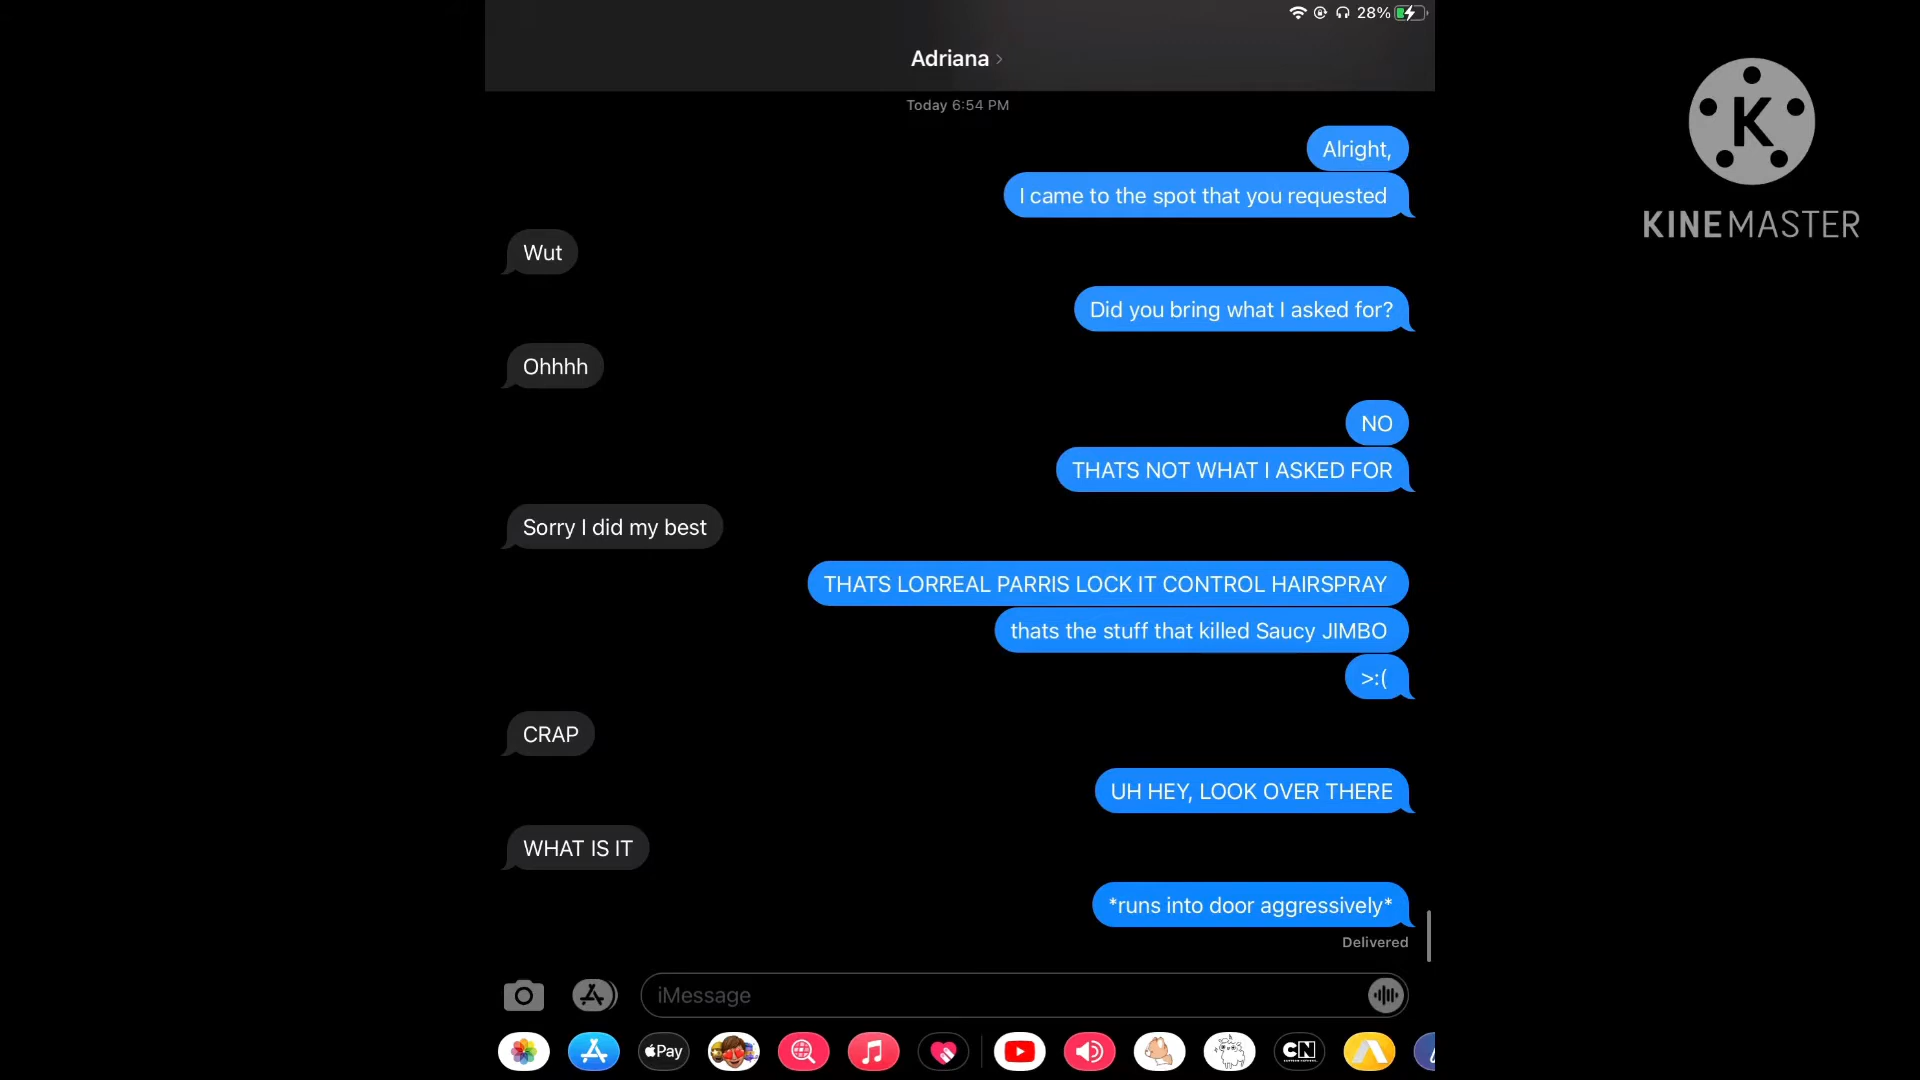 28%
Adriana
Today 6:54 PM
Alright,
I came to the spot that you requested
Wut
Did you bring what I asked for?
Ohhhh
NO
THATS NOT WHAT I ASKED FOR
Sorry I did my best
THATS LORREAL PARRIS LOCK IT CONTROL HAIRSPRAY
thats the stuff that killed Saucy JIMBO
>:(
CRAP
UH HEY, LOOK OVER THERE
WHAT IS IT
*runs into door aggressively*
Delivered
iMessage
Pay
CN
K
KINEMASTER